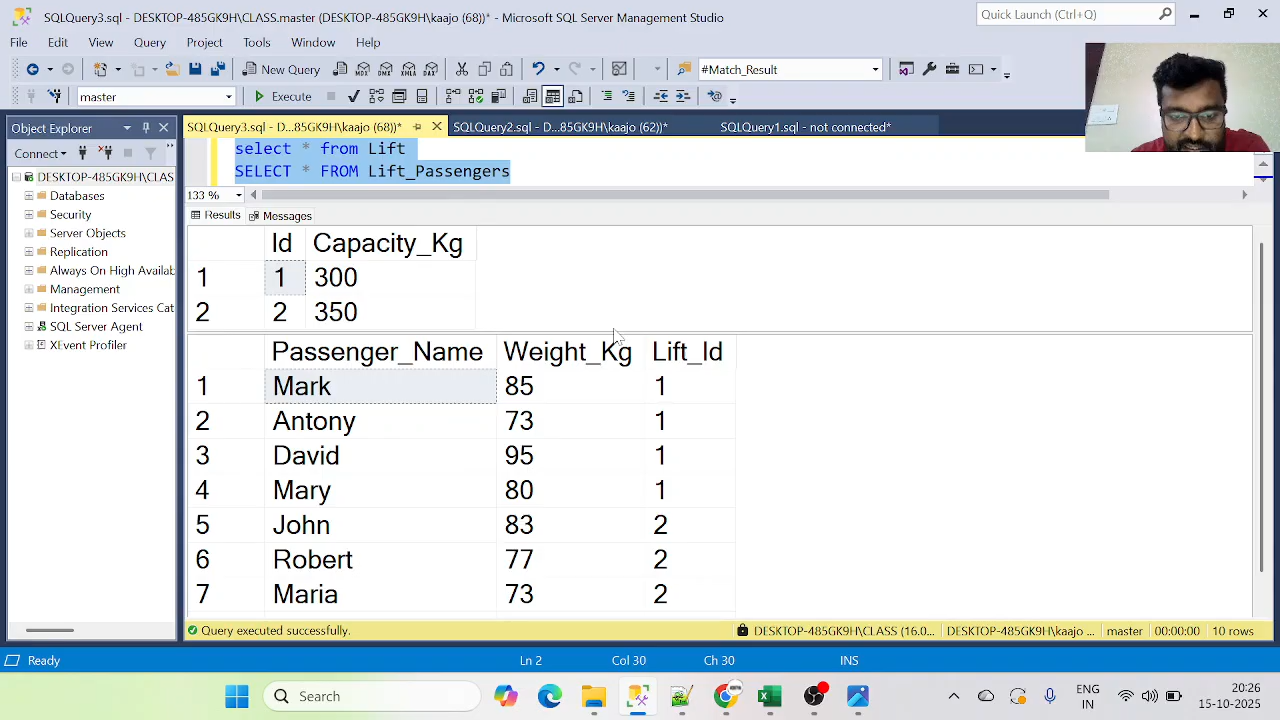 SQLQuery3.sql - DESKTOP-485GK9H\CLASS.master (DESKTOP-485GK9H\kaajo (68))* - Microsoft SQL Server Management Studio
Quick Launch (Ctrl+Q)
File Edit View Query Project Tools Window Help
New Query
#Match_Result
master
Execute
Object Explorer
SQLQuery3.sql - D...85GK9H\kaajo (68))*
SQLQuery2.sql - D...85GK9H\kaajo (62))*
SQLQuery1.sql - not connected*
Connect
DESKTOP-485GK9H\CLAS
Databases
Security
Server Objects
Replication
Always On High Availab
Management
Integration Services Cat
SQL Server Agent
XEvent Profiler
select * from Lift
SELECT * FROM Lift_Passengers
133 %
Results Messages
Id Capacity_Kg
1 1 300
2 2 350
Passenger_Name Weight_Kg Lift_Id
1 Mark 85 1
2 Antony 73 1
3 David 95 1
4 Mary 80 1
5 John 83 2
6 Robert 77 2
7 Maria 73 2
Query executed successfully.
DESKTOP-485GK9H\CLASS (16.0... DESKTOP-485GK9H\kaajo ... master 00:00:00 10 rows
Ready
Ln 2 Col 30 Ch 30 INS
Search
ENG
IN
20:26
15-10-2025